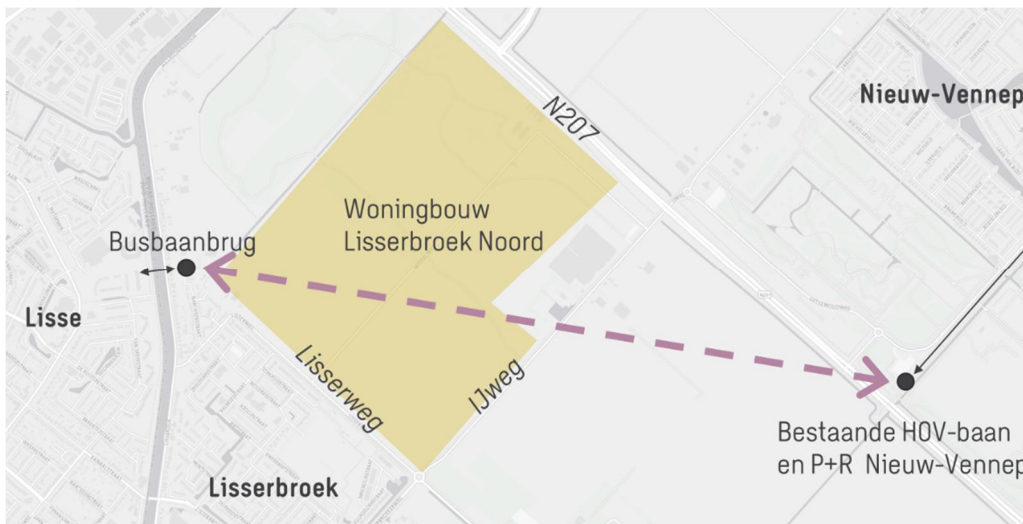 Nieuw-Vennep
N207
Woningbouw
Lisserbroek Noord
Busbaanbrug
Lisse
Lisserweg
IJweg
Bestaande HOV-baan
en P+R Nieuw-Vennep
Lisserbroek